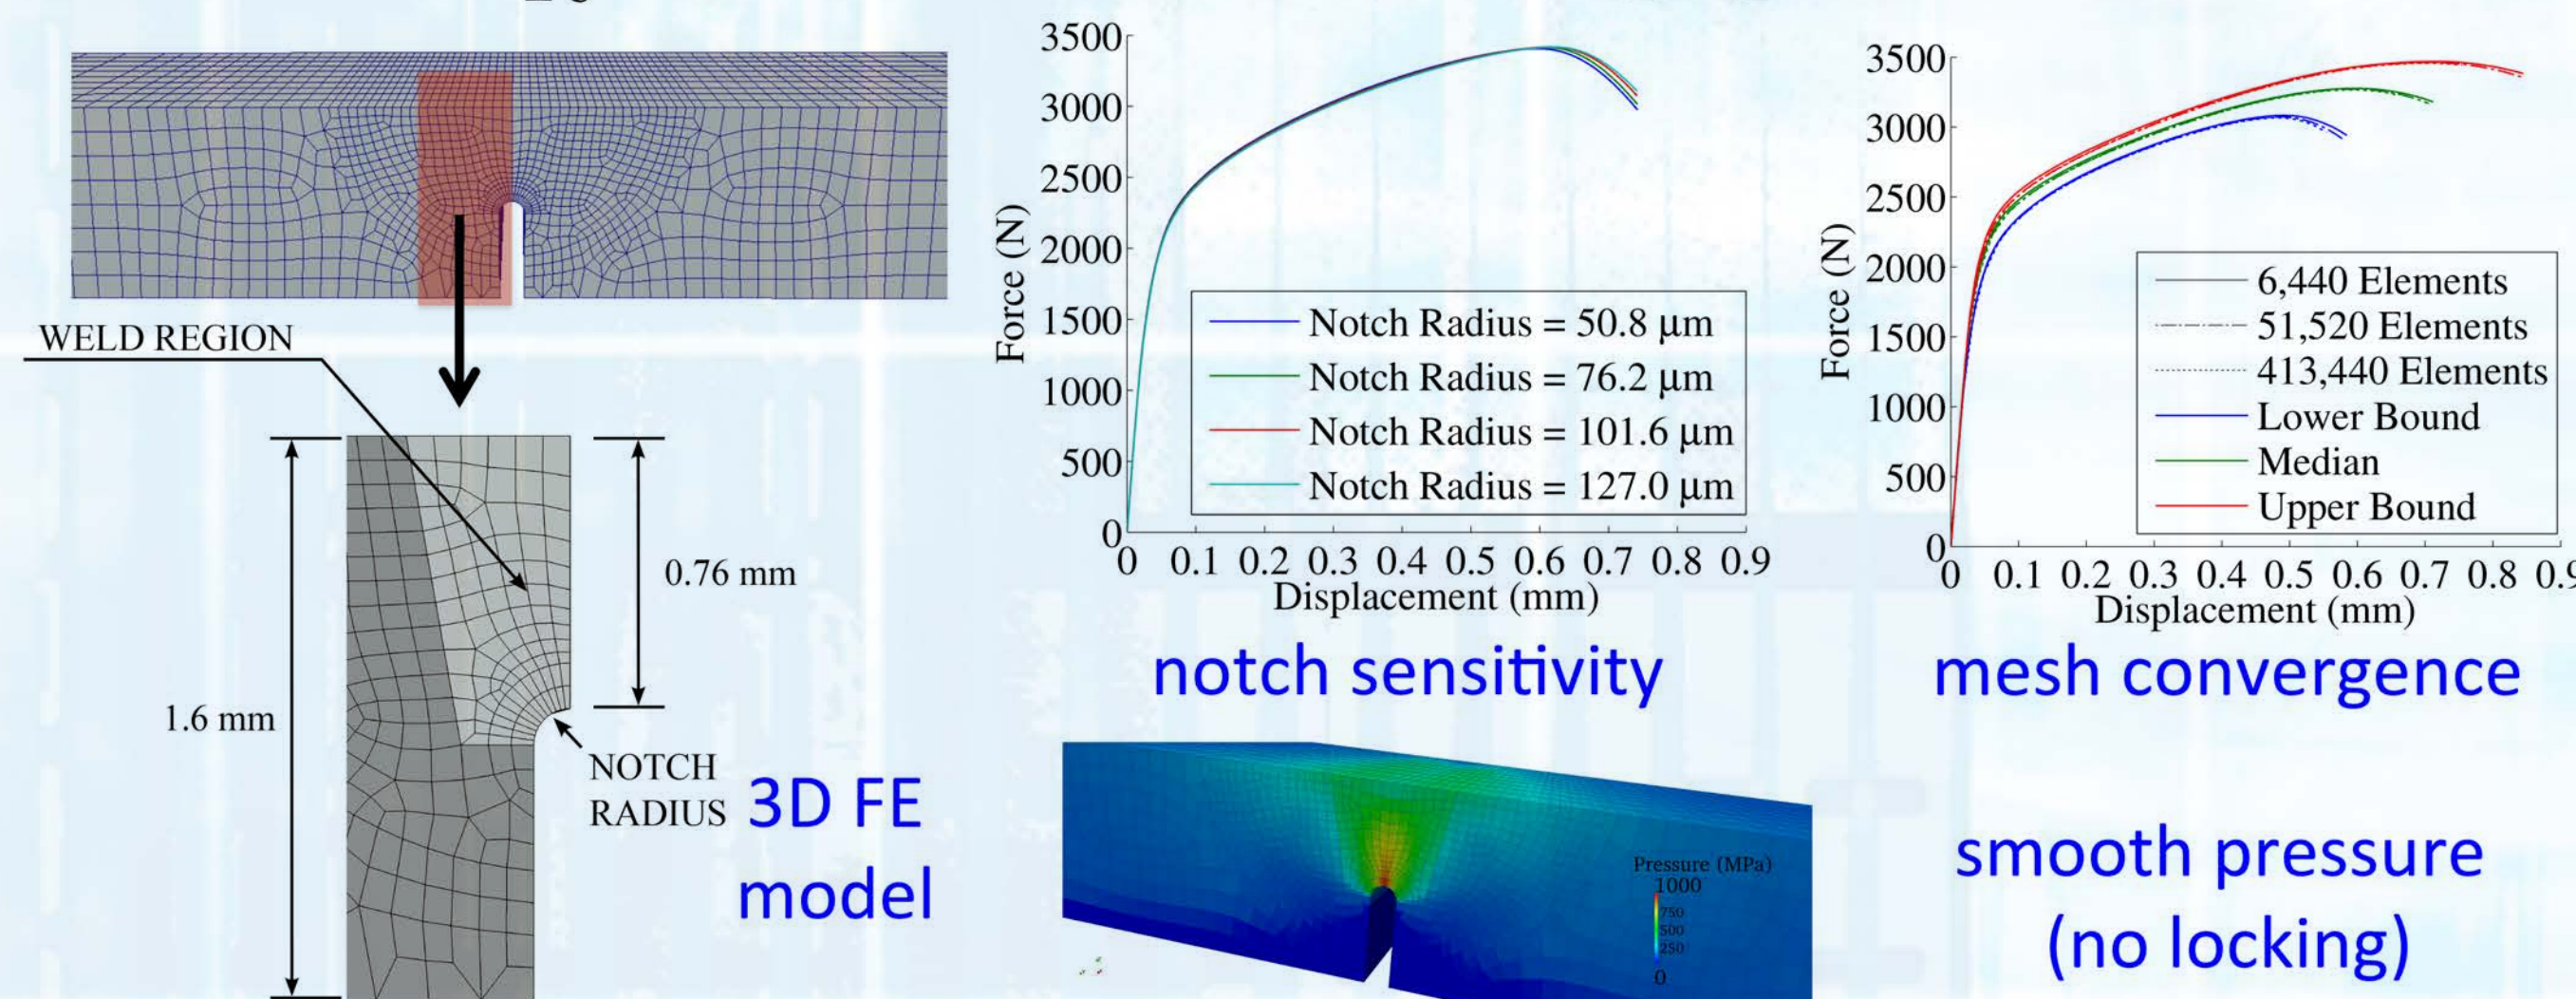 WELD REGION
1.6 mm
0.76 mm
NOTCH
RADIUS
3D FE
model
3500
3000
2500
2000
1500
1000
500
0
Force (N)
Notch Radius = 50.8 μm
Notch Radius = 76.2 μm
Notch Radius = 101.6 μm
Notch Radius = 127.0 μm
0 0.1 0.2 0.3 0.4 0.5 0.6 0.7 0.8 0.9
Displacement (mm)
notch sensitivity
3500
3000
2500
2000
1500
1000
500
0
Force (N)
6,440 Elements
51,520 Elements
413,440 Elements
Lower Bound
Median
Upper Bound
0 0.1 0.2 0.3 0.4 0.5 0.6 0.7 0.8 0.9
Displacement (mm)
mesh convergence
Pressure (MPa)
1000
750
500
250
0
smooth pressure
(no locking)